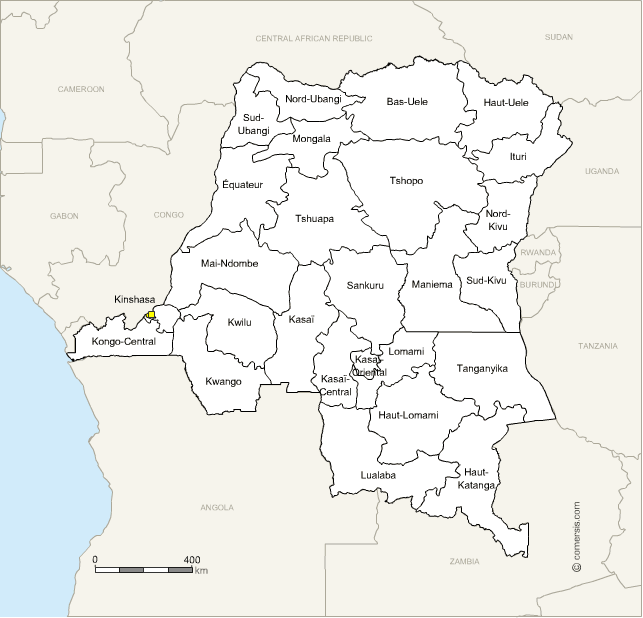 CENTRAL AFRICAN REPUBLIC
SUDAN
CAMEROON
Nord-Ubangi
Bas-Uele
Haut-Uele
Sud-
Ubangi
Mongala
Ituri
UGANDA
Équateur
Tshopo
GABON
CONGO
Tshuapa
Nord-
Kivu
RWANDA
Mai-Ndombe
Sankuru
Maniema
Sud-Kivu
BURUNDI
Kinshasa
Kwilu
Kasaï
Kongo-Central
TANZANIA
Lomami
Kasaï-
Oriental
Tanganyika
Kwango
Kasaï-
Central
Haut-Lomami
Lualaba
Haut-
Katanga
ANGOLA
ZAMBIA
0 400
km
© comersis.com